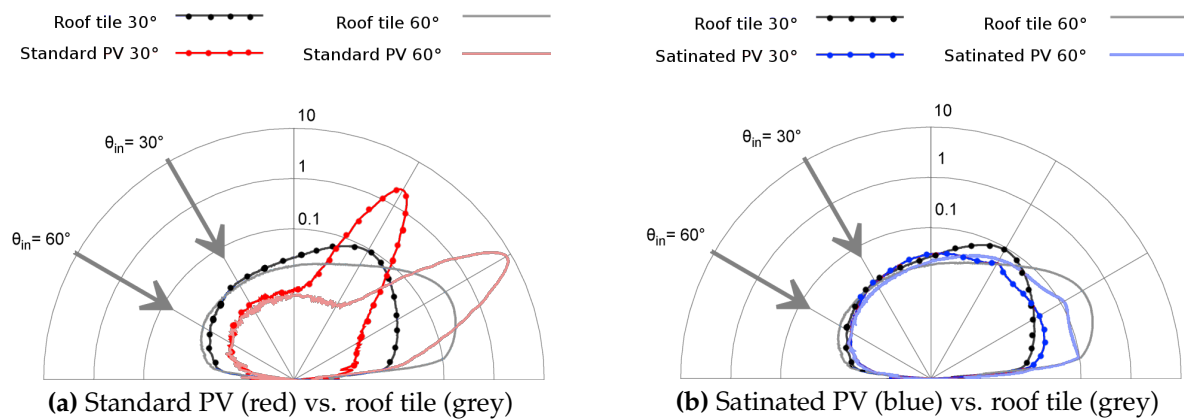 Roof tile 30° Roof tile 60°
Standard PV 30° Standard PV 60°
10
θin= 30°
1
θin= 60°
0.1
(a) Standard PV (red) vs. roof tile (grey)
Roof tile 30° Roof tile 60°
Satinated PV 30° Satinated PV 60°
10
θin= 30°
1
θin= 60°
0.1
(b) Satinated PV (blue) vs. roof tile (grey)